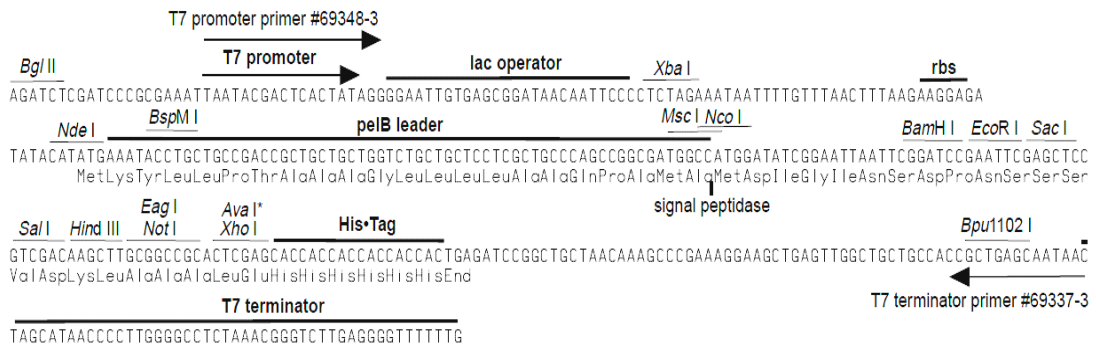 T7 promoter primer #69348-3
Bgl II T7 promoter lac operator Xba I rbs
AGATCTCGATCCCGCGAAATTAATACGACTCACTATAGGGGAATTGTGAGCGGATAACAATTCCCCTCTAGAAATAATTTTGTTTAACTTTAAGAAGGAGA
Nde I BspM I pelB leader Msc I Nco I BamH I EcoR I Sac I
TATACATATGAAATACCTGCTGCCGACCGCTGCTGCTGGTCTGCTGCTCCTCGCTGCCCAGCCGGCGATGGCCATGGATATCGGAATTAATTCGGATCCGAATTCGAGCTCC
MetLysTyrLeuLeuProThrAlaAlaAlaGlyLeuLeuLeuLeuAlaAlaGlnProAlaMetAlaMetAspIleGlyIleAsnSerAspProAsnSerSerSer
signal peptidase
Sal I Hind III Eag I Not I Ava I* Xho I His•Tag Bpu1102 I
GTCGACAAGCTTGCGGCCGCACTCGAGCACCACCACCACCACCACTGAGATCCGGCTGCTAACAAAGCCCGAAAGGAAGCTGAGTTGGCTGCTGCCACCGCTGAGCAATAAC
ValAspLysLeuAlaAlaAlaLeuGluHisHisHisHisHisHisEnd
T7 terminator
T7 terminator primer #69337-3
TAGCATAACCCCTTGGGGCCTCTAAACGGGTCTTGAGGGGTTTTTTG